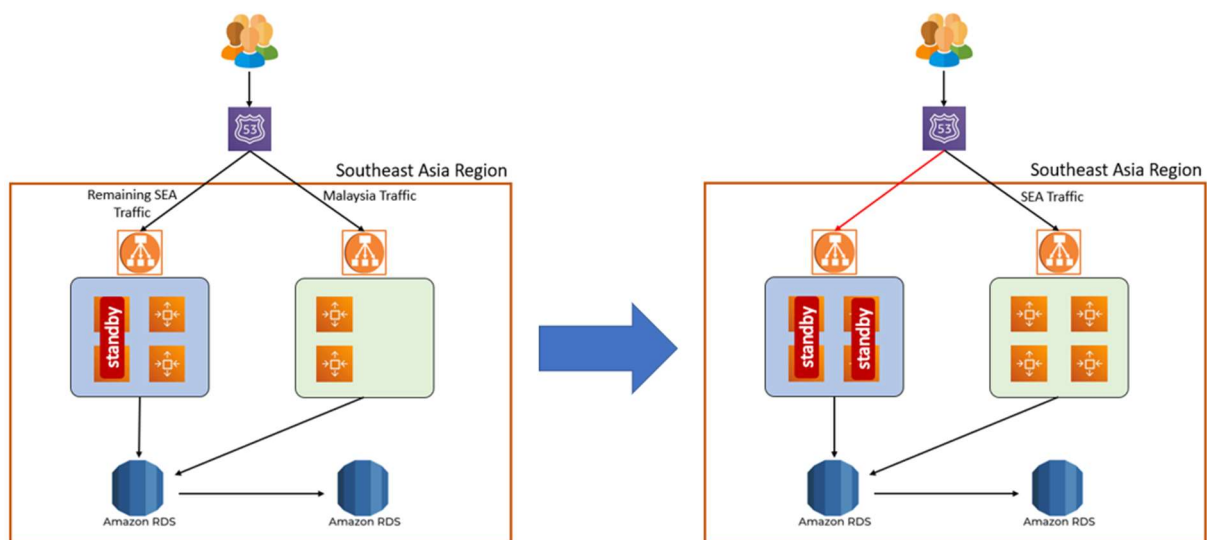 53
Southeast Asia Region
Remaining SEA
Traffic
Malaysia Traffic
standby
Amazon RDS
Amazon RDS
53
Southeast Asia Region
SEA Traffic
standby
standby
Amazon RDS
Amazon RDS